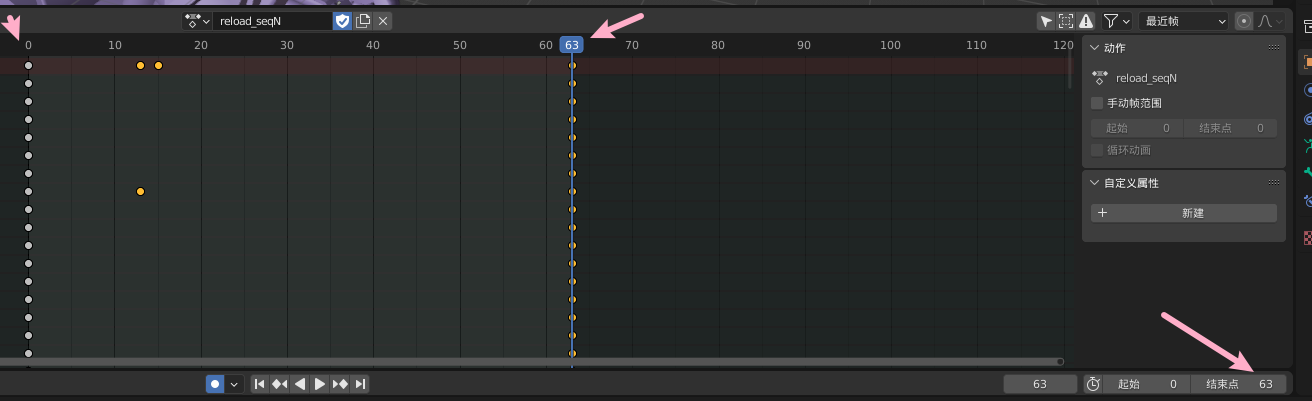 reload_seqN
最近帧
0 10 20 30 40 50 60 63 70 80 90 100 110 120
动作
reload_seqN
手动帧范围
起始 0 结束点 0
循环动画
自定义属性
+ 新建
63 起始 0 结束点 63